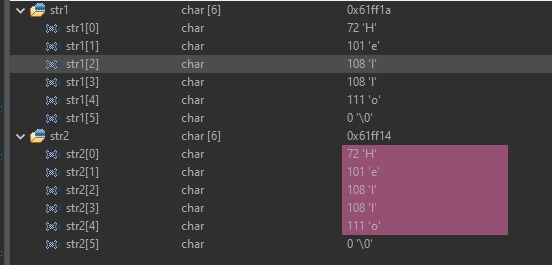 str1 char [6] 0x61ff1a
str1[0] char 72 'H'
str1[1] char 101 'e'
str1[2] char 108 'l'
str1[3] char 108 'l'
str1[4] char 111 'o'
str1[5] char 0 '\0'
str2 char [6] 0x61ff14
str2[0] char 72 'H'
str2[1] char 101 'e'
str2[2] char 108 'l'
str2[3] char 108 'l'
str2[4] char 111 'o'
str2[5] char 0 '\0'